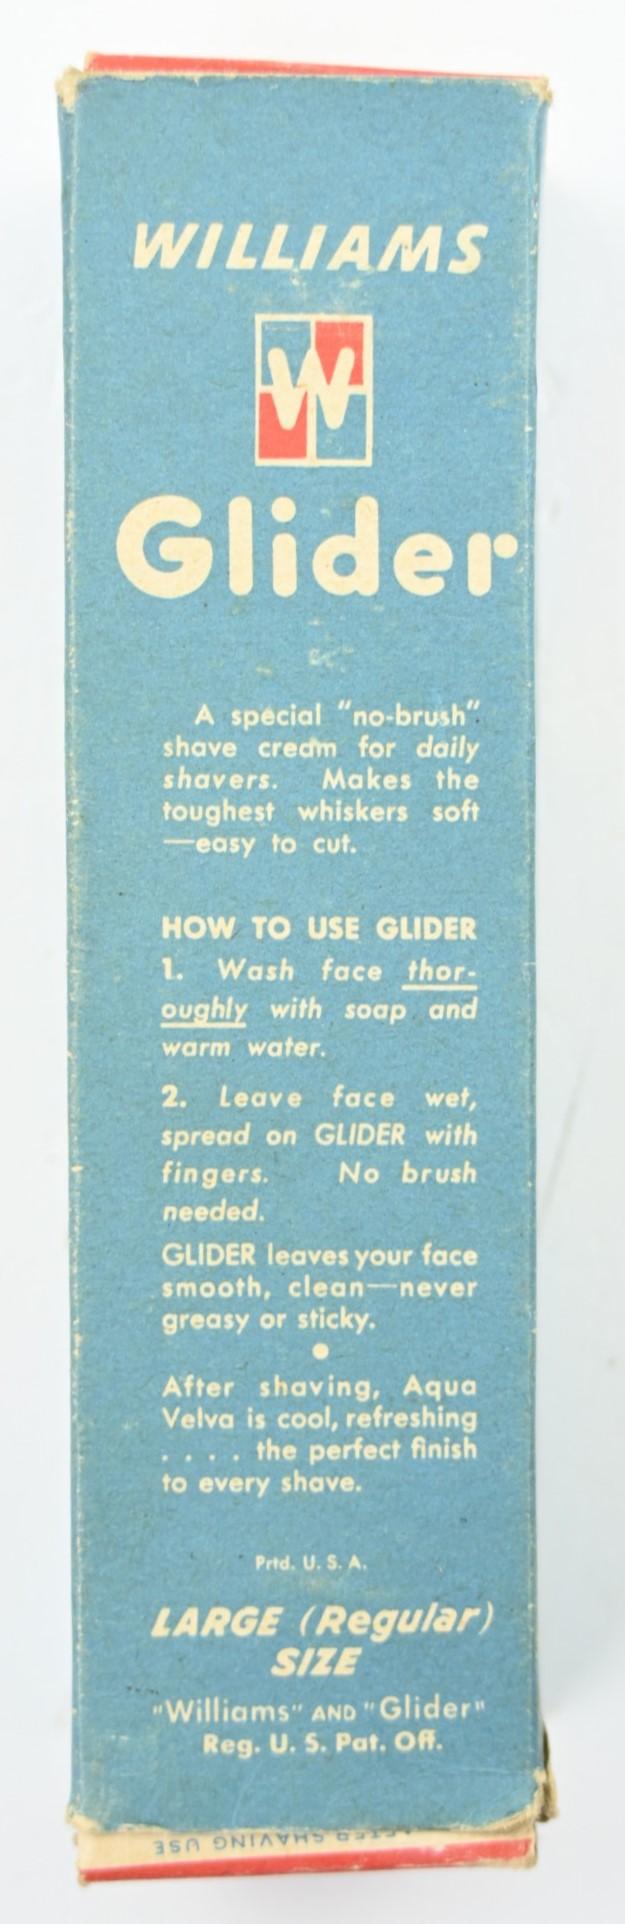 WILLIAMS
W
Glider
A special "no-brush"
shave cream for daily
shavers. Makes the
toughest whiskers soft
—easy to cut.
HOW TO USE GLIDER
1. Wash face thor-
oughly with soap and
warm water.
2. Leave face wet,
spread on GLIDER with
fingers. No brush
needed.
GLIDER leaves your face
smooth, clean—never
greasy or sticky.
•
After shaving, Aqua
Velva is cool, refreshing
. . . . the perfect finish
to every shave.
Prtd. U. S. A.
LARGE (Regular)
SIZE
"Williams" AND "Glider"
Reg. U. S. Pat. Off.
AFTER SHAVING USE